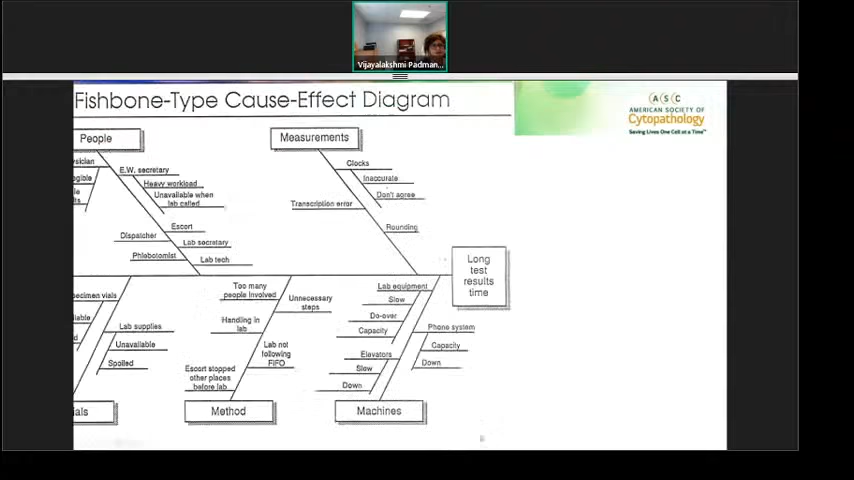 Vijayalakshmi Padman...
Fishbone-Type Cause-Effect Diagram
ASC
AMERICAN SOCIETY OF
Cytopathology
Saving Lives One Cell at a Time™
People
Measurements
E.W. secretary
Heavy workload
Unavailable when
lab called
Escort
Dispatcher
Lab secretary
Phlebotomist
Lab tech
Clocks
Inaccurate
Don't agree
Transcription error
Rounding
Long
test
results
time
Lab supplies
Unavailable
Spoiled
Too many
people involved
Unnecessary
steps
Handling in
lab
Lab not
following
FIFO
Escort stopped
other places
before lab
Lab equipment
Slow
Do-over
Capacity
Elevators
Slow
Down
Phone system
Capacity
Down
Method
Machines